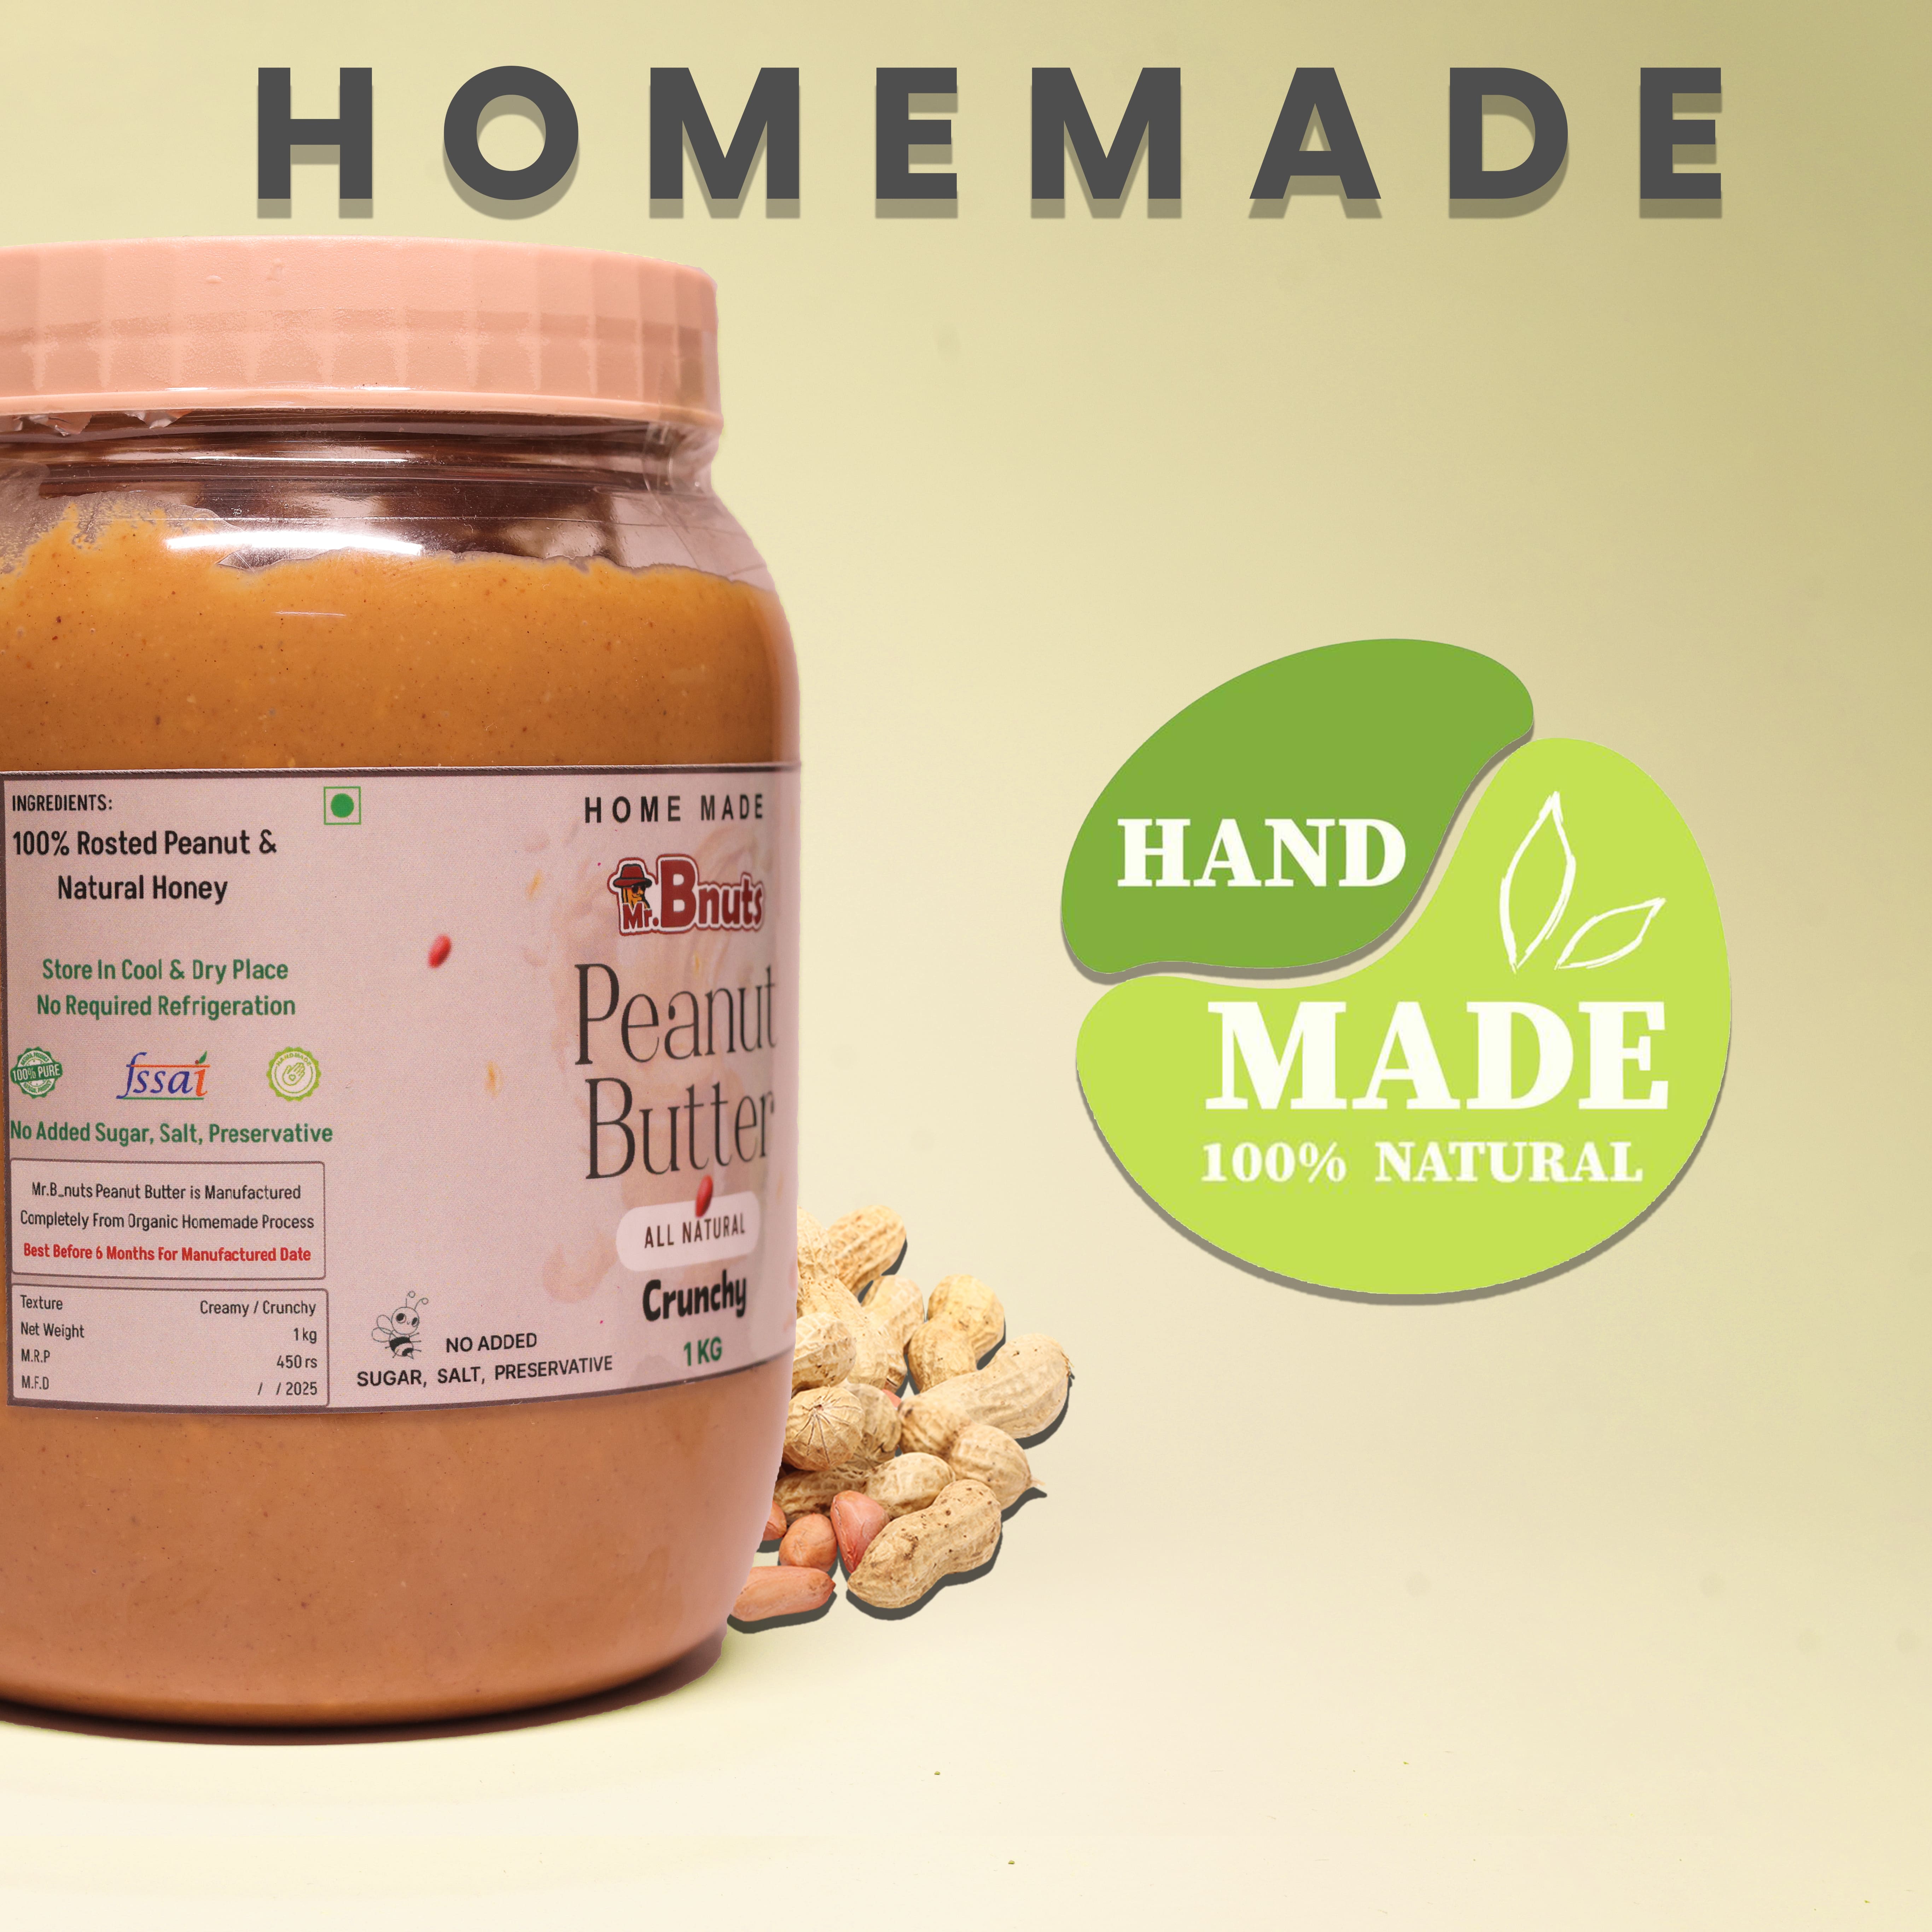 HOMEMADE
INGREDIENTS:
100% Rosted Peanut &
Natural Honey
Store In Cool & Dry Place
No Required Refrigeration
100% PURE
fssai
No Added Sugar, Salt, Preservative
Mr.B_nuts Peanut Butter is Manufactured
Completely From Organic Homemade Process
Best Before 6 Months For Manufactured Date
Texture Creamy / Crunchy
Net Weight 1 kg
M.R.P 450 rs
M.F.D / / 2025
NO ADDED
SUGAR, SALT, PRESERVATIVE
HOME MADE
Mr.Bnuts
Peanut
Butter
ALL NATURAL
Crunchy
1 KG
HAND
MADE
100% NATURAL